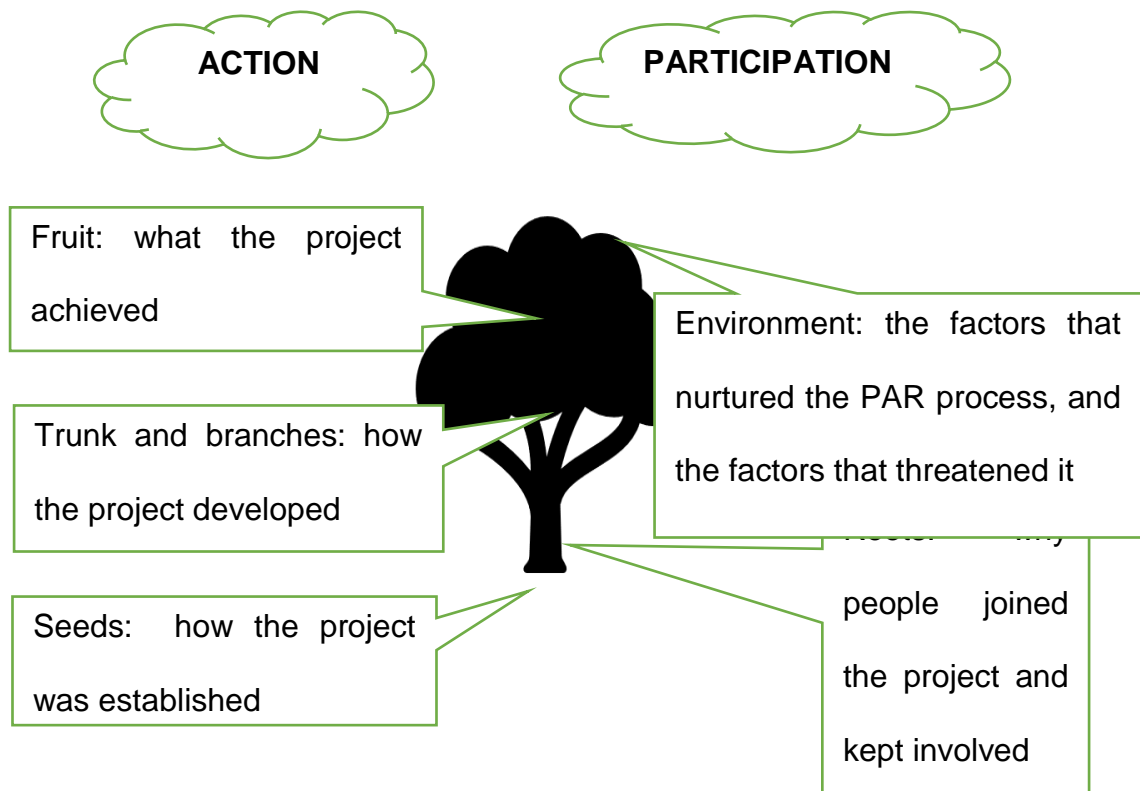 ACTION
PARTICIPATION
Fruit: what the project
achieved
Environment: the factors that
nurtured the PAR process, and
the factors that threatened it
Trunk and branches: how
the project developed
people joined
the project and
kept involved
Seeds: how the project
was established